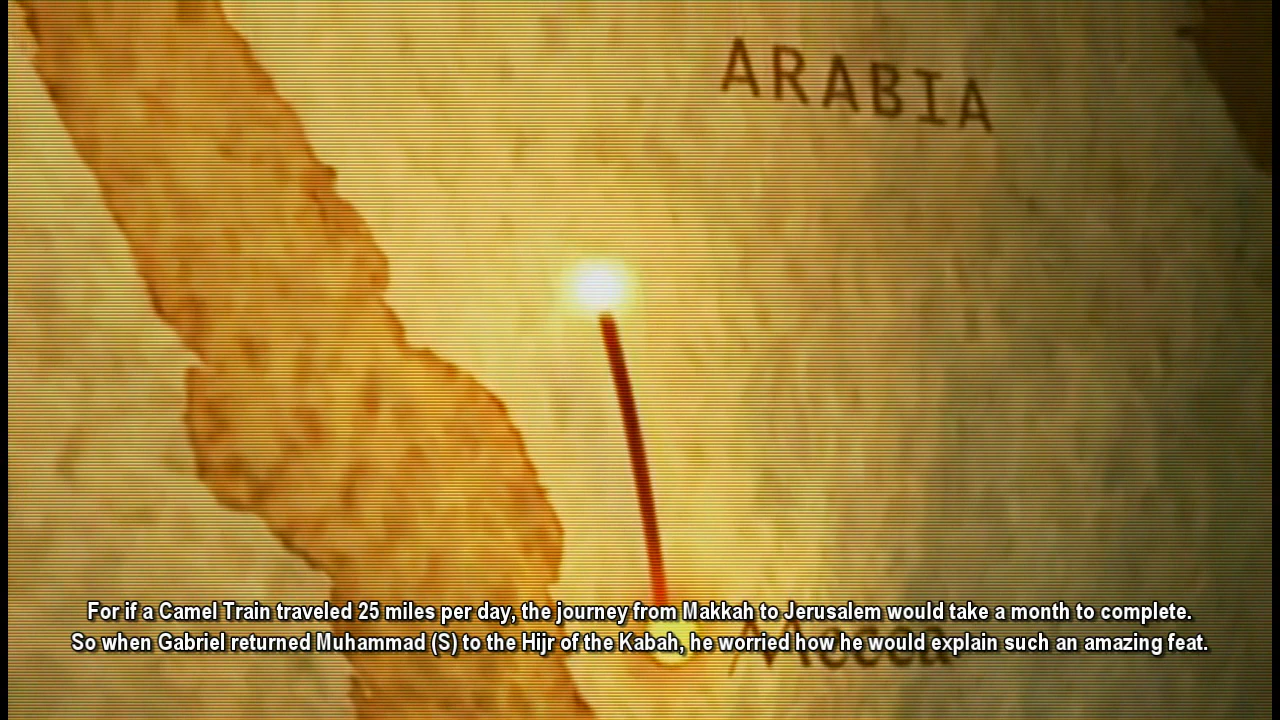 ARABIA
For if a Camel Train traveled 25 miles per day, the journey from Makkah to Jerusalem would take a month to complete.
So when Gabriel returned Muhammad (S) to the Hijr of the Kabah, he worried how he would explain such an amazing feat.
Mecca